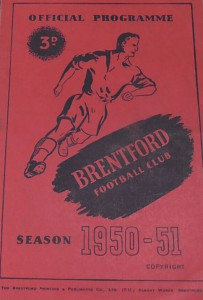 OFFICIAL PROGRAMME
3D
BRENTFORD
FOOTBALL CLUB
SEASON 1950-51
COPYRIGHT